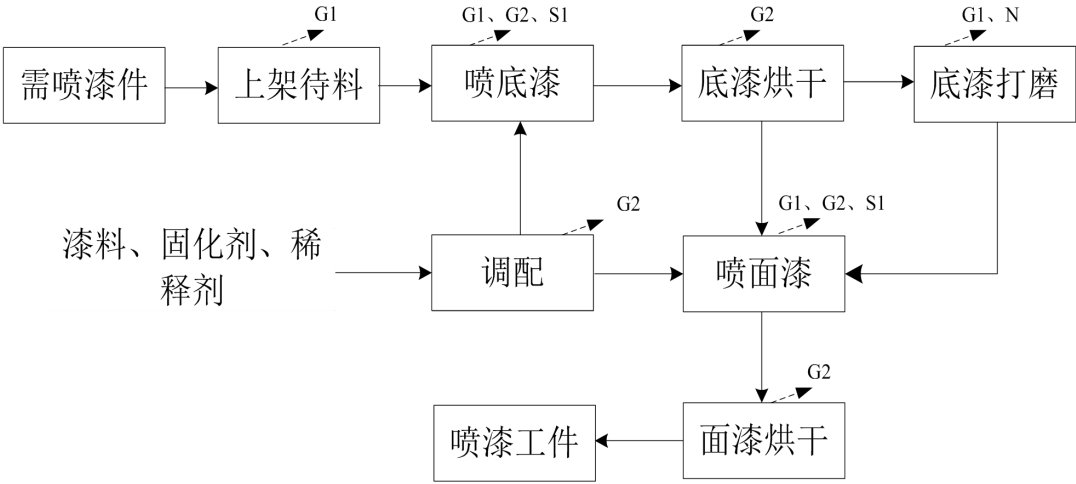 G1
G1、G2、S1
G2
G1、N
需喷漆件
上架待料
喷底漆
底漆烘干
底漆打磨
G2
G1、G2、S1
漆料、固化剂、稀
释剂
调配
喷面漆
G2
喷漆工件
面漆烘干